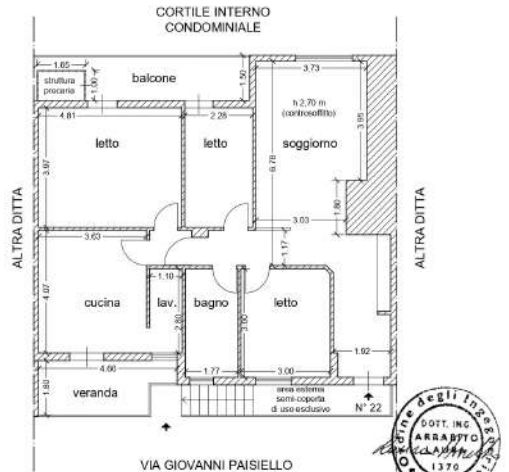 CORTILE INTERNO
CONDOMINIALE
1.65
struttura
precaria
1.00
balcone
1.50
3.73
4.81
2.28
h 2,70 m
(controsoffitto)
letto
letto
soggiorno
3.97
6.78
3.95
ALTRA DITTA
ALTRA DITTA
1.80
3.03
3.63
1.17
1.10
cucina
lav.
bagno
letto
4.07
2.80
3.00
4.66
1.77
3.00
1.92
veranda
1.80
area esterna
semi-coperta
di uso esclusivo
N° 22
VIA GIOVANNI PAISIELLO
DOTT. ING.
ARRABITO
LAURA
1370